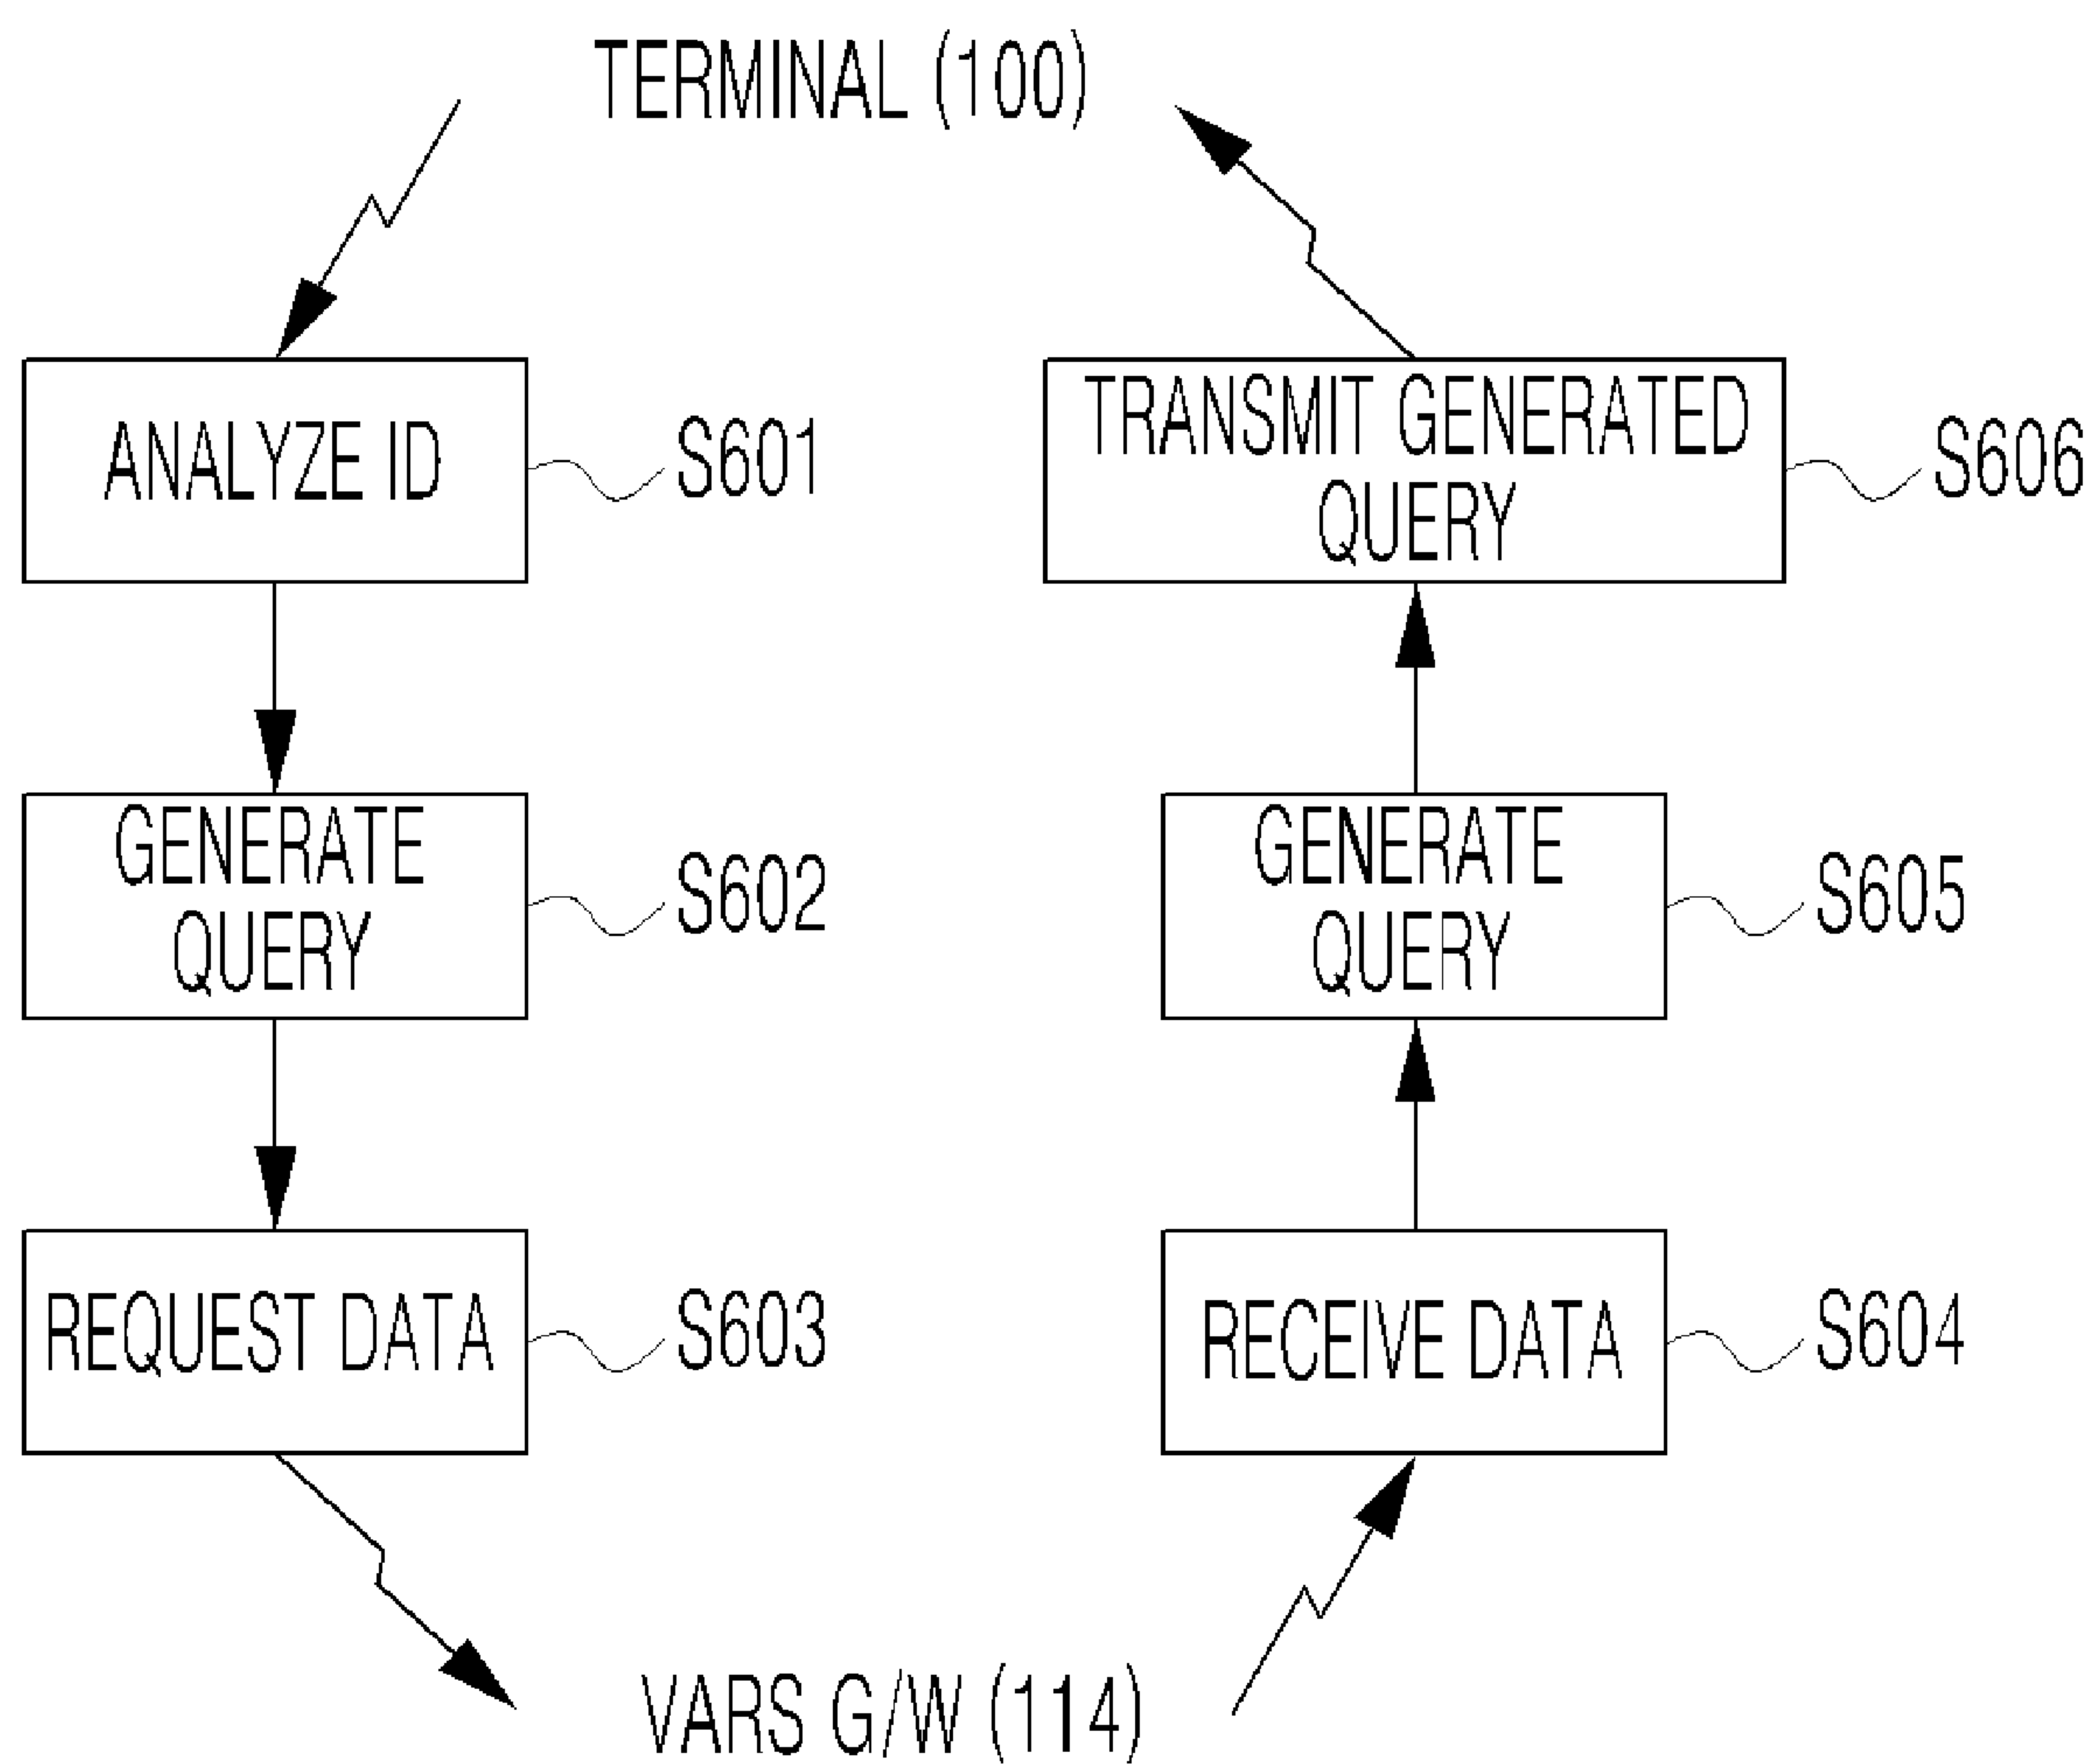 TERMINAL (100)
ANALYZE ID
S601
GENERATE
QUERY
S602
REQUEST DATA
S603
VARS G/W (114)
RECEIVE DATA
S604
GENERATE
QUERY
S605
TRANSMIT GENERATED
QUERY
S606